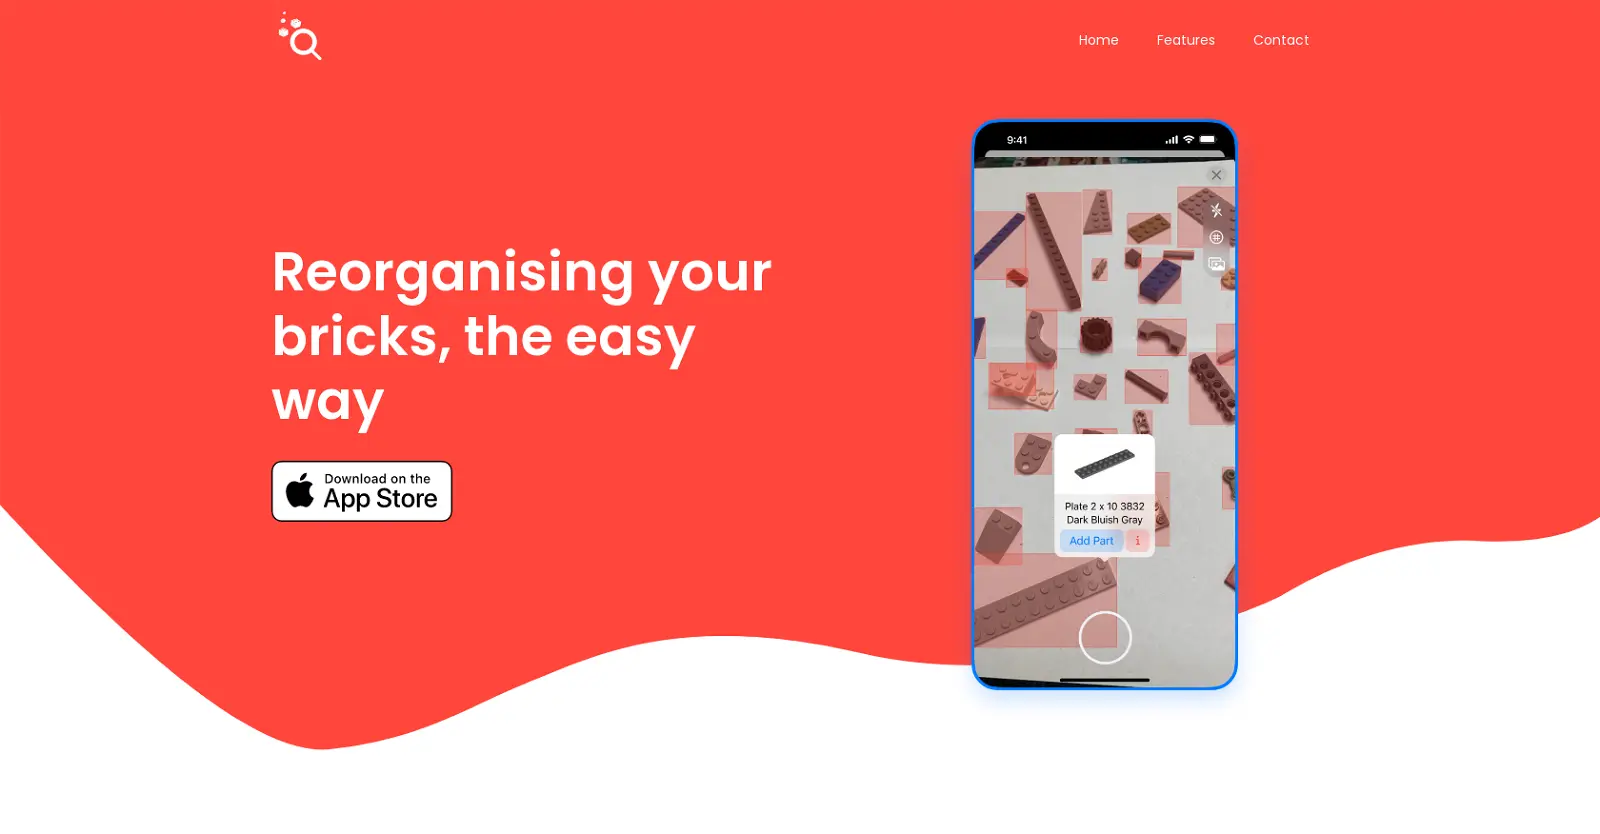 Home Features Contact
9:41
Reorganising your
bricks, the easy
way
Download on the
App Store
Plate 2 x 10 3832
Dark Bluish Gray
Add Part i